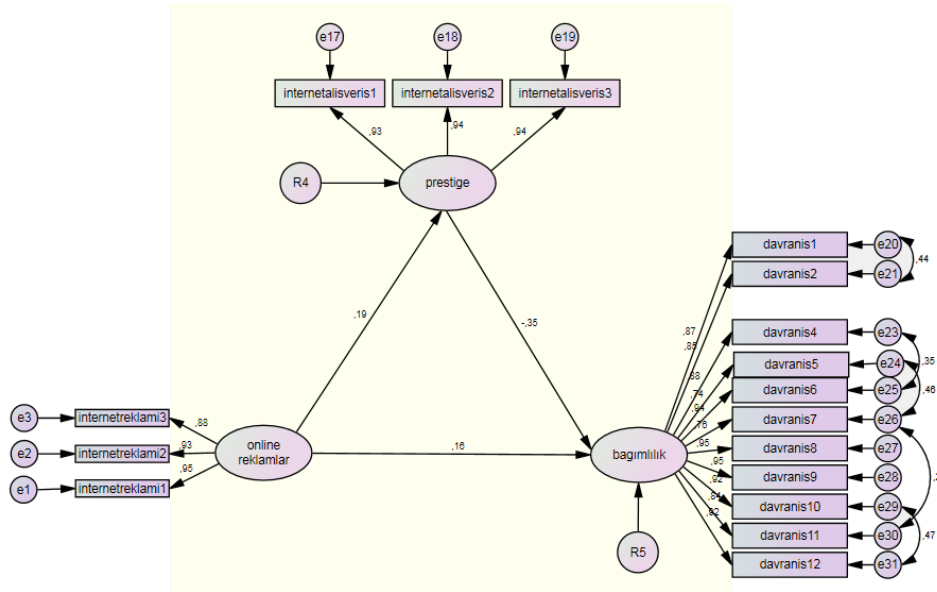 e17 e18 e19
internetalisveris1 internetalisveris2 internetalisveris3
,93 ,94 ,94
R4 prestige
davranis1 e20
,44
davranis2 e21
,19 -,35
,87
,85
davranis4 e23
,35
,88
davranis5 e24
,74
davranis6 e25
,46
,94
davranis7 e26
,76
e3 internetreklami3 ,88
online
reklamlar
,16
bagımlılık
,95
davranis8 e27
e2 internetreklami2 ,93
,95
davranis9 e28
e1 internetreklami1 ,95
,92
davranis10 e29
,84
davranis11 e30
,47
,92
davranis12 e31
R5